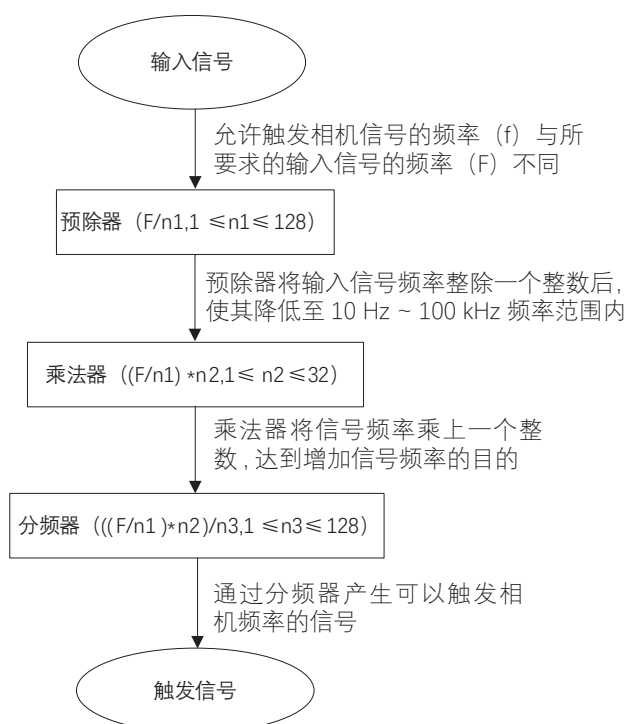 输入信号
允许触发相机信号的频率（f）与所
要求的输入信号的频率（F）不同
预除器（F/n1,1 ≤n1≤ 128）
预除器将输入信号频率整除一个整数后，
使其降低至 10 Hz ~ 100 kHz 频率范围内
乘法器（(F/n1）*n2,1≤ n2 ≤32）
乘法器将信号频率乘上一个整
数 , 达到增加信号频率的目的
分频器（((F/n1 )*n2)/n3,1 ≤n3≤ 128）
通过分频器产生可以触发相
机频率的信号
触发信号